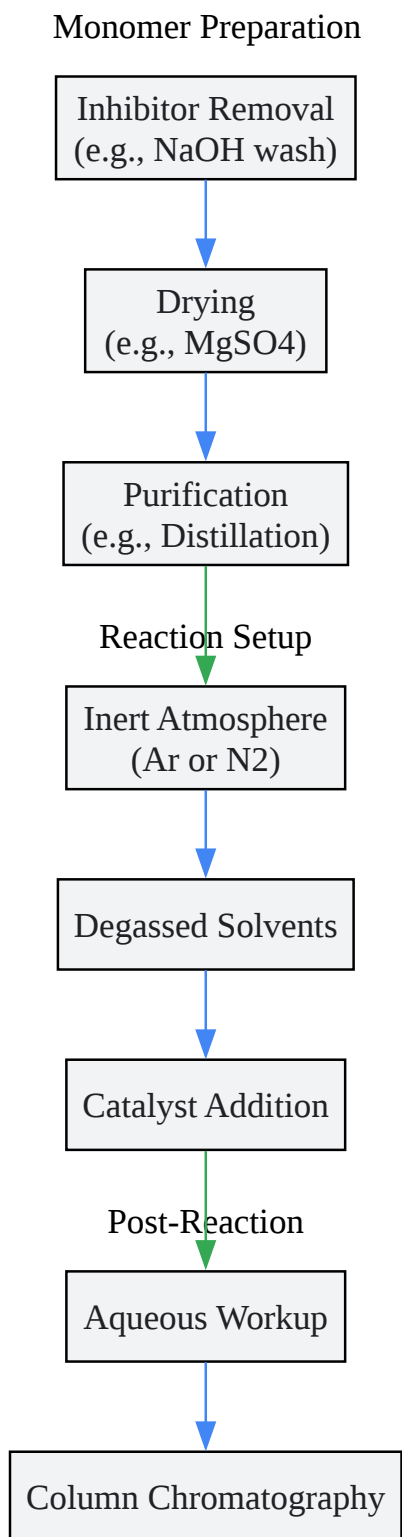 Monomer Preparation
Inhibitor Removal
(e.g., NaOH wash)
Drying
(e.g., MgSO4)
Purification
(e.g., Distillation)
Reaction Setup
Inert Atmosphere
(Ar or N2)
Degassed Solvents
Catalyst Addition
Post-Reaction
Aqueous Workup
Column Chromatography